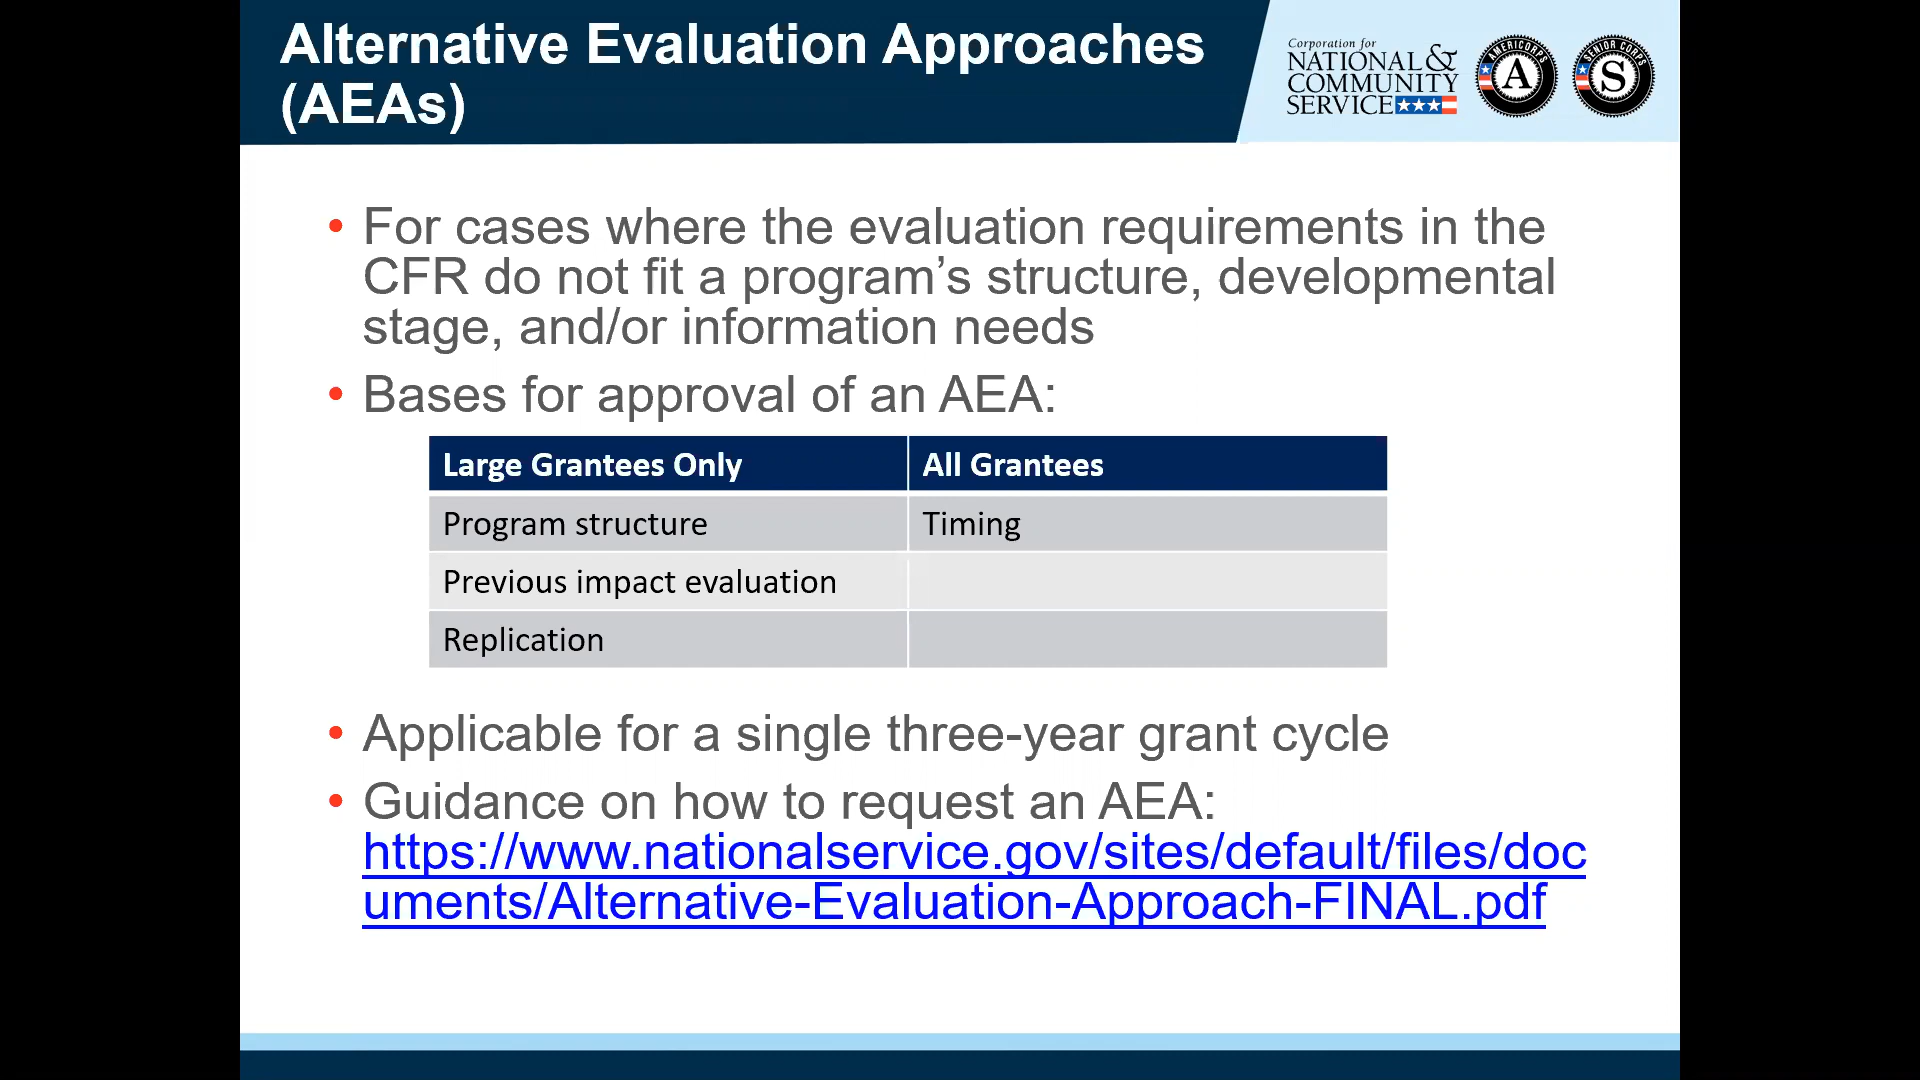 Alternative Evaluation Approaches
(AEAs)
Corporation for
NATIONAL &
COMMUNITY
SERVICE
AMERICORPS
A
SENIOR CORPS
S
• For cases where the evaluation requirements in the
CFR do not fit a program’s structure, developmental
stage, and/or information needs
• Bases for approval of an AEA:
Large Grantees Only All Grantees
Program structure Timing
Previous impact evaluation
Replication
• Applicable for a single three-year grant cycle
• Guidance on how to request an AEA:
https://www.nationalservice.gov/sites/default/files/doc
uments/Alternative-Evaluation-Approach-FINAL.pdf